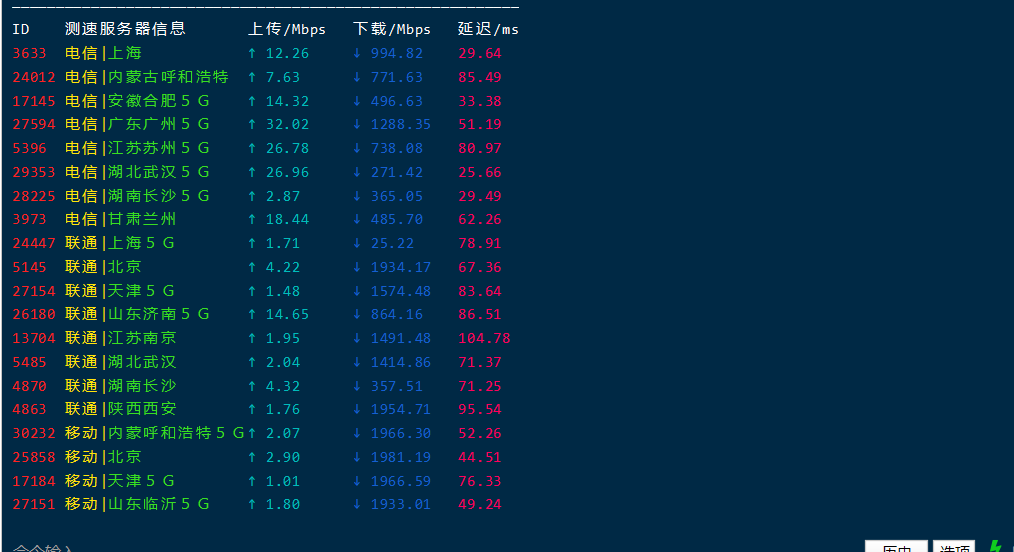 ID 测速服务器信息 上传/Mbps 下载/Mbps 延迟/ms
3633 电信|上海 ↑ 12.26 ↓ 994.82 29.64
24012 电信|内蒙古呼和浩特 ↑ 7.63 ↓ 771.63 85.49
17145 电信|安徽合肥５Ｇ ↑ 14.32 ↓ 496.63 33.38
27594 电信|广东广州５Ｇ ↑ 32.02 ↓ 1288.35 51.19
5396 电信|江苏苏州５Ｇ ↑ 26.78 ↓ 738.08 80.97
29353 电信|湖北武汉５Ｇ ↑ 26.96 ↓ 271.42 25.66
28225 电信|湖南长沙５Ｇ ↑ 2.87 ↓ 365.05 29.49
3973 电信|甘肃兰州 ↑ 18.44 ↓ 485.70 62.26
24447 联通|上海５Ｇ ↑ 1.71 ↓ 25.22 78.91
5145 联通|北京 ↑ 4.22 ↓ 1934.17 67.36
27154 联通|天津５Ｇ ↑ 1.48 ↓ 1574.48 83.64
26180 联通|山东济南５Ｇ ↑ 14.65 ↓ 864.16 86.51
13704 联通|江苏南京 ↑ 1.95 ↓ 1491.48 104.78
5485 联通|湖北武汉 ↑ 2.04 ↓ 1414.86 71.37
4870 联通|湖南长沙 ↑ 4.32 ↓ 357.51 71.25
4863 联通|陕西西安 ↑ 1.76 ↓ 1954.71 95.54
30232 移动|内蒙呼和浩特５Ｇ ↑ 2.07 ↓ 1966.30 52.26
25858 移动|北京 ↑ 2.90 ↓ 1981.19 44.51
17184 移动|天津５Ｇ ↑ 1.01 ↓ 1966.59 76.33
27151 移动|山东临沂５Ｇ ↑ 1.80 ↓ 1933.01 49.24
命令输入 历史 选项